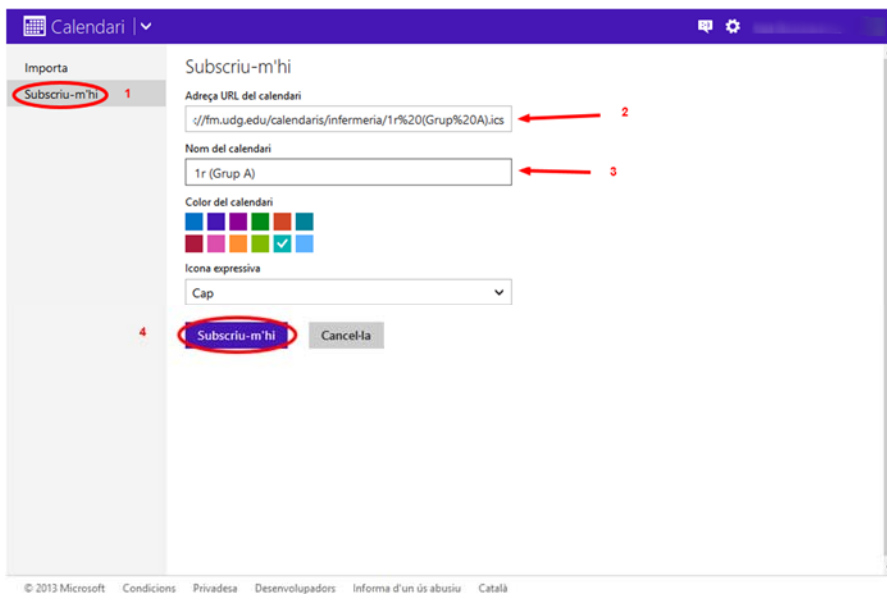 Calendari
Importa
Subscriu-m'hi 1
Subscriu-m'hi
Adreça URL del calendari
://fm.udg.edu/calendaris/infermeria/1r%20(Grup%20A).ics 2
Nom del calendari
1r (Grup A) 3
Color del calendari
Icona expressiva
Cap
4 Subscriu-m'hi Cancel·la
© 2013 Microsoft Condicions Privadesa Desenvolupadors Informa d'un ús abusiu Català